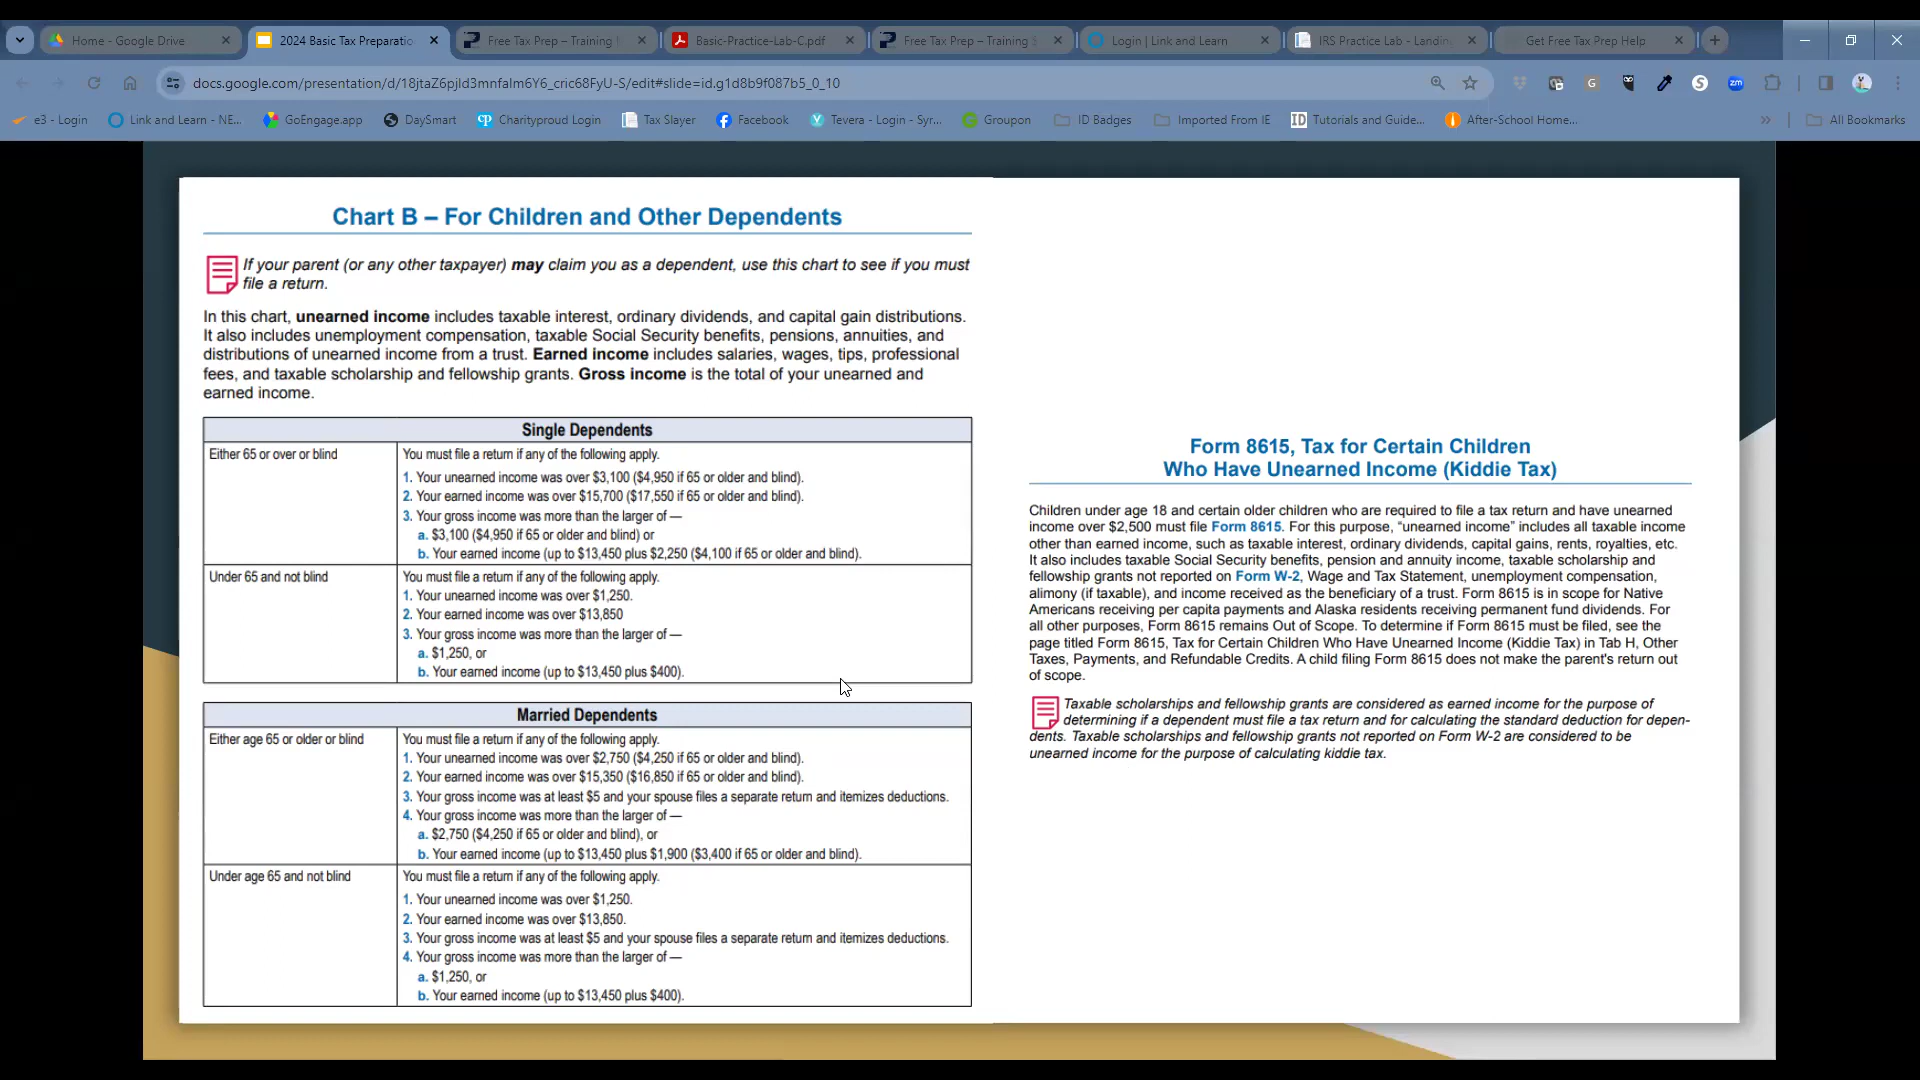 Home - Google Drive
2024 Basic Tax Preparatio
Free Tax Prep – Training
Basic-Practice-Lab-C.pdf
Free Tax Prep – Training
Login | Link and Learn
IRS Practice Lab - Landin
Get Free Tax Prep Help
docs.google.com/presentation/d/18jtaZ6pjId3mnfaIm6Y6_cric68FyU-S/edit#slide=id.g1d8b9f087b5_0_10
e3 - Login
Link and Learn - NE...
GoEngage.app
DaySmart
Charityproud Login
Tax Slayer
Facebook
Tevera - Login - Syr...
Groupon
ID Badges
Imported From IE
Tutorials and Guide...
After-School Home...
All Bookmarks
Chart B – For Children and Other Dependents
If your parent (or any other taxpayer) may claim you as a dependent, use this chart to see if you must
file a return.
In this chart, unearned income includes taxable interest, ordinary dividends, and capital gain distributions.
It also includes unemployment compensation, taxable Social Security benefits, pensions, annuities, and
distributions of unearned income from a trust. Earned income includes salaries, wages, tips, professional
fees, and taxable scholarship and fellowship grants. Gross income is the total of your unearned and
earned income.
Single Dependents
Either 65 or over or blind
You must file a return if any of the following apply.
1. Your unearned income was over $3,100 ($4,950 if 65 or older and blind).
2. Your earned income was over $15,700 ($17,550 if 65 or older and blind).
3. Your gross income was more than the larger of —
a. $3,100 ($4,950 if 65 or older and blind) or
b. Your earned income (up to $13,450 plus $2,250 ($4,100 if 65 or older and blind).
Under 65 and not blind
You must file a return if any of the following apply.
1. Your unearned income was over $1,250.
2. Your earned income was over $13,850
3. Your gross income was more than the larger of —
a. $1,250, or
b. Your earned income (up to $13,450 plus $400).
Married Dependents
Either age 65 or older or blind
You must file a return if any of the following apply.
1. Your unearned income was over $2,750 ($4,250 if 65 or older and blind).
2. Your earned income was over $15,350 ($16,850 if 65 or older and blind).
3. Your gross income was at least $5 and your spouse files a separate return and itemizes deductions.
4. Your gross income was more than the larger of —
a. $2,750 ($4,250 if 65 or older and blind), or
b. Your earned income (up to $13,450 plus $1,900 ($3,400 if 65 or older and blind).
Under age 65 and not blind
You must file a return if any of the following apply.
1. Your unearned income was over $1,250.
2. Your earned income was over $13,850.
3. Your gross income was at least $5 and your spouse files a separate return and itemizes deductions.
4. Your gross income was more than the larger of —
a. $1,250, or
b. Your earned income (up to $13,450 plus $400).
Form 8615, Tax for Certain Children
Who Have Unearned Income (Kiddie Tax)
Children under age 18 and certain older children who are required to file a tax return and have unearned
income over $2,500 must file Form 8615. For this purpose, “unearned income” includes all taxable income
other than earned income, such as taxable interest, ordinary dividends, capital gains, rents, royalties, etc.
It also includes taxable Social Security benefits, pension and annuity income, taxable scholarship and
fellowship grants not reported on Form W-2, Wage and Tax Statement, unemployment compensation,
alimony (if taxable), and income received as the beneficiary of a trust. Form 8615 is in scope for Native
Americans receiving per capita payments and Alaska residents receiving permanent fund dividends. For
all other purposes, Form 8615 remains Out of Scope. To determine if Form 8615 must be filed, see the
page titled Form 8615, Tax for Certain Children Who Have Unearned Income (Kiddie Tax) in Tab H, Other
Taxes, Payments, and Refundable Credits. A child filing Form 8615 does not make the parent's return out
of scope.
Taxable scholarships and fellowship grants are considered as earned income for the purpose of
determining if a dependent must file a tax return and for calculating the standard deduction for depen-
dents. Taxable scholarships and fellowship grants not reported on Form W-2 are considered to be
unearned income for the purpose of calculating kiddie tax.